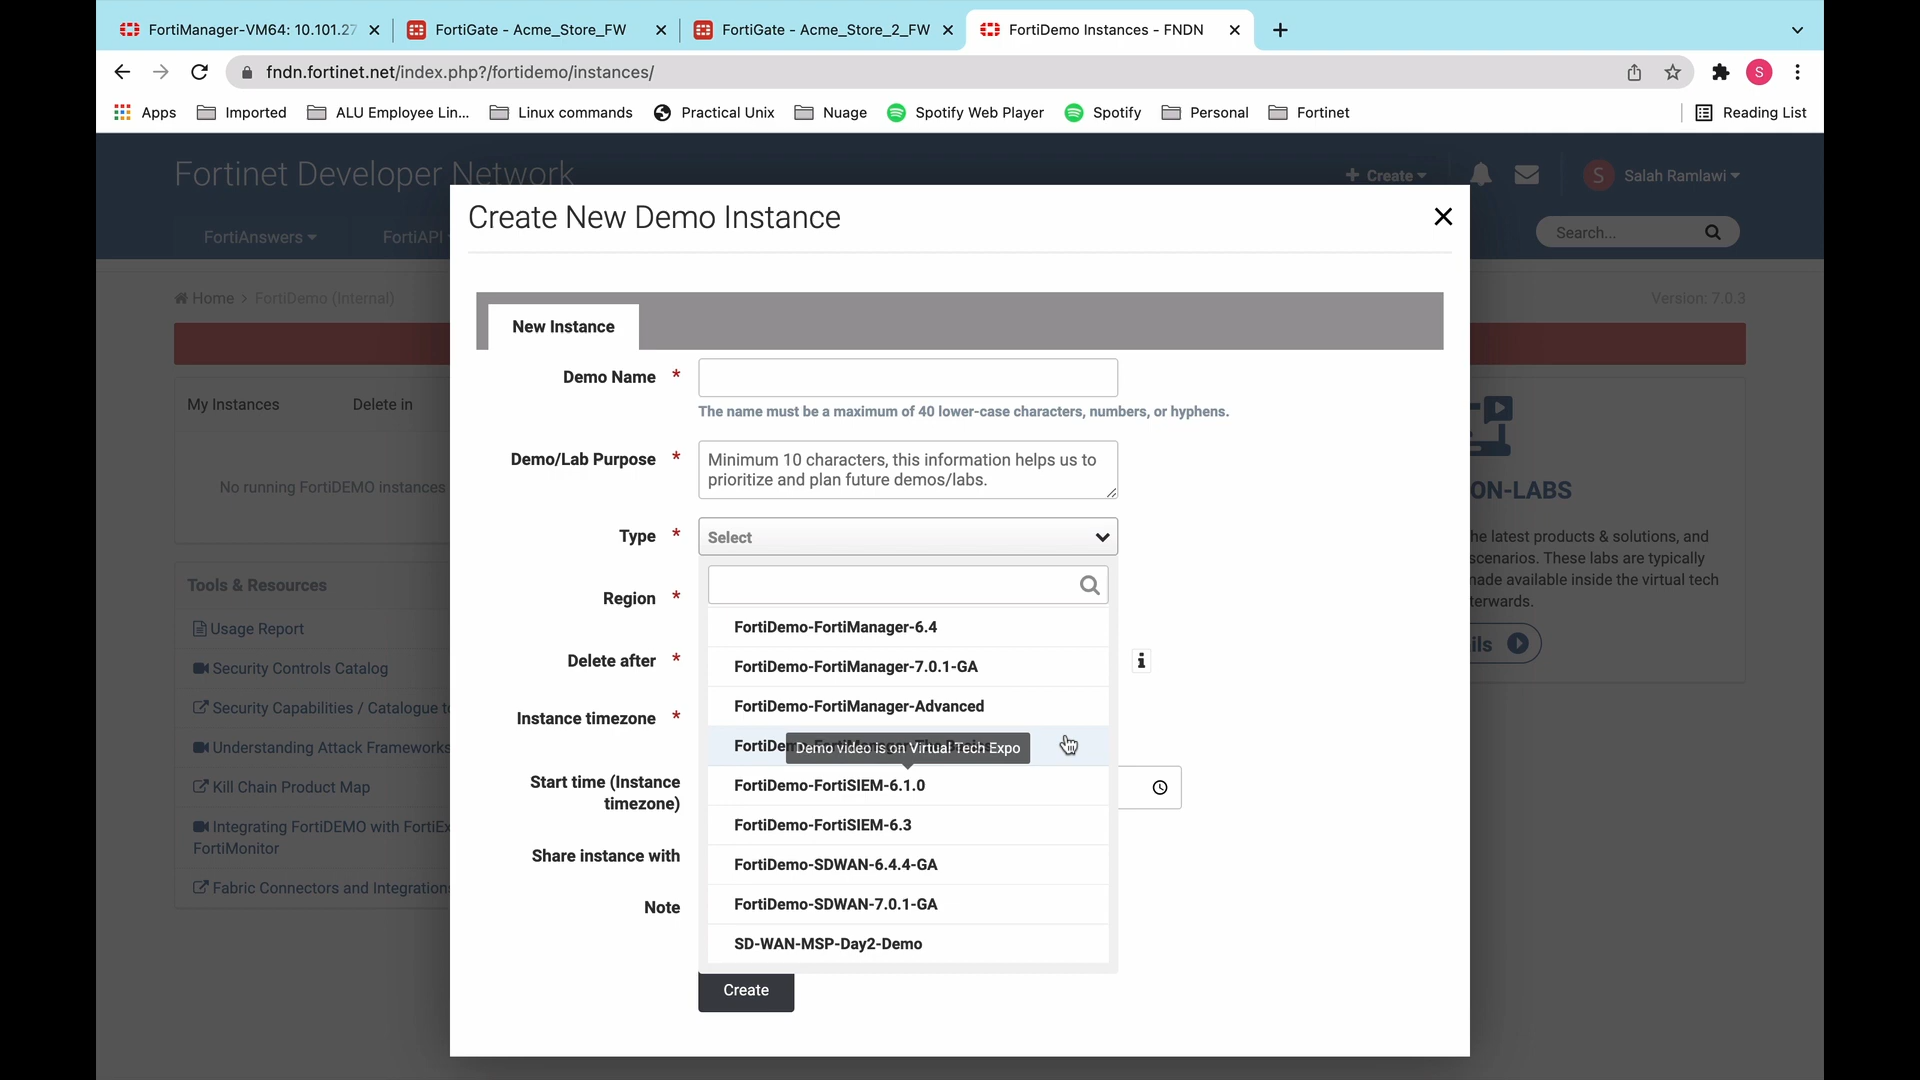 FortiManager-VM64: 10.101.27
FortiGate - Acme_Store_FW
FortiGate - Acme_Store_2_FW
FortiDemo Instances - FNDN
fndn.fortinet.net/index.php?/fortidemo/instances/
S
Apps
Imported
ALU Employee Lin...
Linux commands
Practical Unix
Nuage
Spotify Web Player
Spotify
Personal
Fortinet
Reading List
Fortinet Developer Network
Create
S
Salah Ramlawi
FortiAnswers
FortiAPI
Search...
Home > FortiDemo (Internal)
Version: 7.0.3
My Instances
Delete in
No running FortiDEMO instances
Tools & Resources
Usage Report
Security Controls Catalog
Security Capabilities / Catalogue
Understanding Attack Frameworks
Kill Chain Product Map
Integrating FortiDEMO with
FortiMonitor
Fabric Connectors and Integrations
Create New Demo Instance
New Instance
Demo Name *
The name must be a maximum of 40 lower-case characters, numbers, or hyphens.
Demo/Lab Purpose *
Minimum 10 characters, this information helps us to
prioritize and plan future demos/labs.
Type *
Select
Region *
Delete after *
Instance timezone *
Start time (Instance
timezone)
Share instance with
Note
FortiDemo-FortiManager-6.4
FortiDemo-FortiManager-7.0.1-GA
FortiDemo-FortiManager-Advanced
Demo video is on Virtual Tech Expo
FortiDemo-FortiSIEM-6.1.0
FortiDemo-FortiSIEM-6.3
FortiDemo-SDWAN-6.4.4-GA
FortiDemo-SDWAN-7.0.1-GA
SD-WAN-MSP-Day2-Demo
Create
ON-LABS
the latest products & solutions, and
scenarios. These labs are typically
made available inside the virtual tech